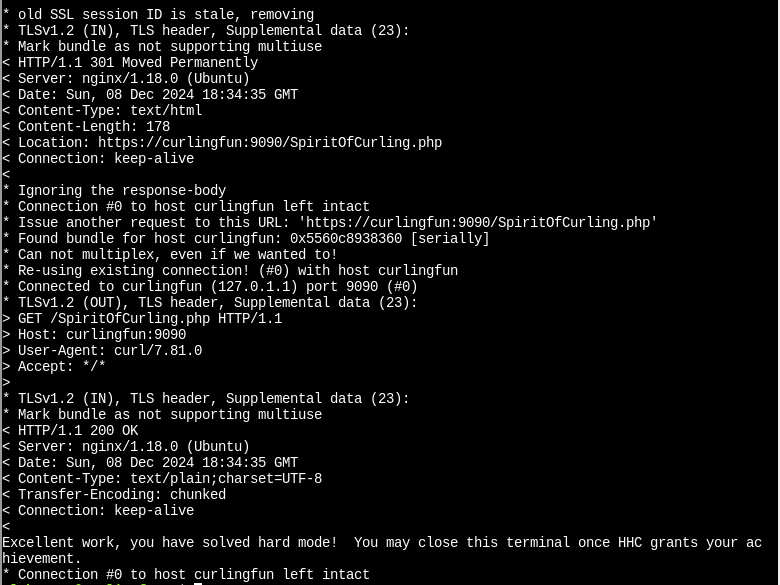 * old SSL session ID is stale, removing
* TLSv1.2 (IN), TLS header, Supplemental data (23):
* Mark bundle as not supporting multiuse
< HTTP/1.1 301 Moved Permanently
< Server: nginx/1.18.0 (Ubuntu)
< Date: Sun, 08 Dec 2024 18:34:35 GMT
< Content-Type: text/html
< Content-Length: 178
< Location: https://curlingfun:9090/SpiritOfCurling.php
< Connection: keep-alive
<
* Ignoring the response-body
* Connection #0 to host curlingfun left intact
* Issue another request to this URL: 'https://curlingfun:9090/SpiritOfCurling.php'
* Found bundle for host curlingfun: 0x5560c8938360 [serially]
* Can not multiplex, even if we wanted to!
* Re-using existing connection! (#0) with host curlingfun
* Connected to curlingfun (127.0.1.1) port 9090 (#0)
* TLSv1.2 (OUT), TLS header, Supplemental data (23):
> GET /SpiritOfCurling.php HTTP/1.1
> Host: curlingfun:9090
> User-Agent: curl/7.81.0
> Accept: */*
>
* TLSv1.2 (IN), TLS header, Supplemental data (23):
* Mark bundle as not supporting multiuse
< HTTP/1.1 200 OK
< Server: nginx/1.18.0 (Ubuntu)
< Date: Sun, 08 Dec 2024 18:34:35 GMT
< Content-Type: text/plain;charset=UTF-8
< Transfer-Encoding: chunked
< Connection: keep-alive
<
Excellent work, you have solved hard mode!  You may close this terminal once HHC grants your ac
hievement.
* Connection #0 to host curlingfun left intact